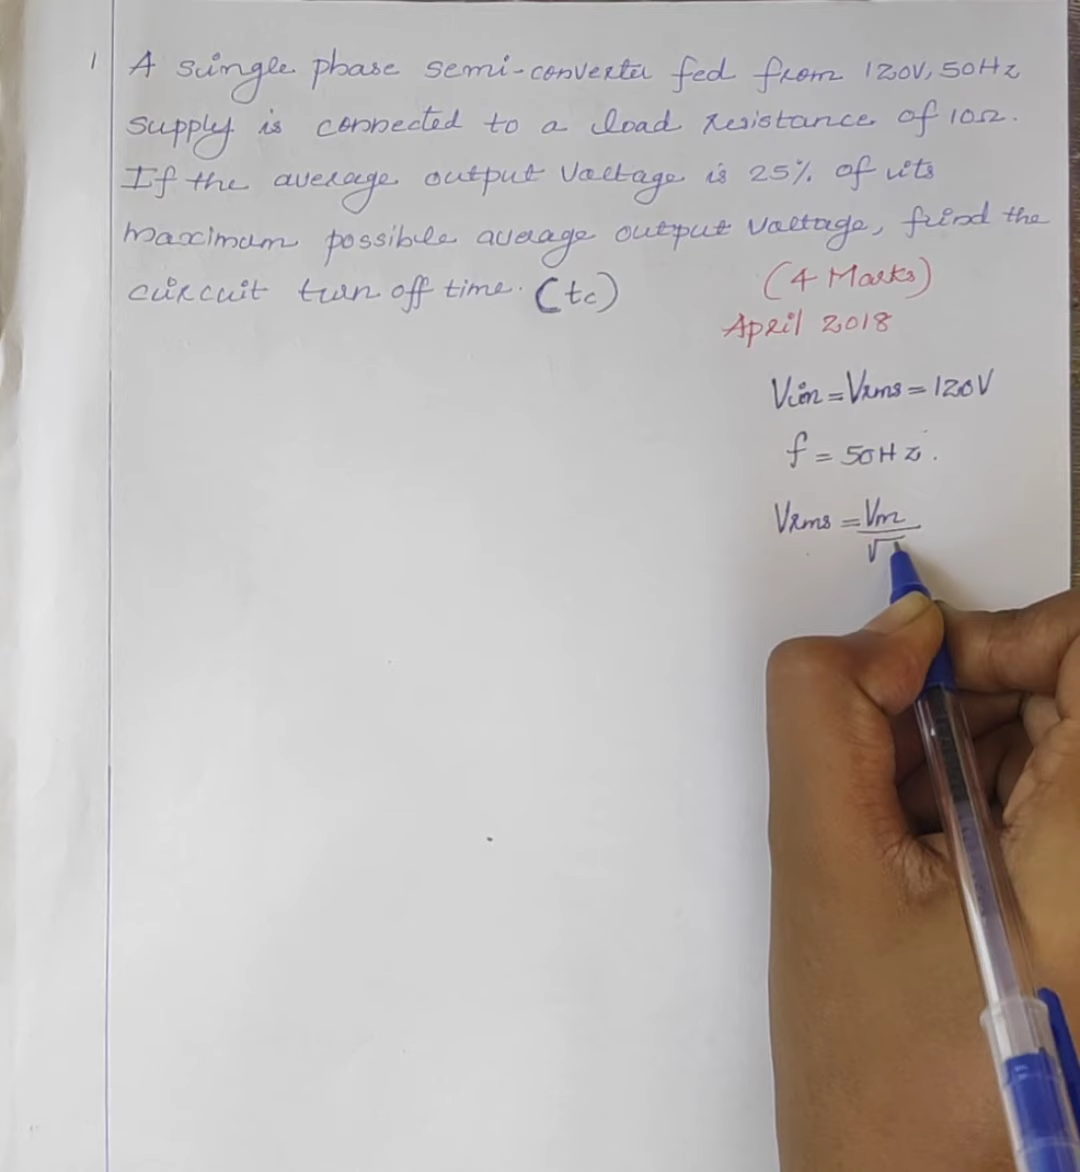 1 A single phase semi-converter fed from 120V, 50Hz
supply is connected to a load resistance of 10Ω.
If the average output voltage is 25% of its
maximum possible average output voltage, find the
circuit turn off time. (tc) (4 Marks)
April 2018
Vin = Vrms = 120V
f = 50Hz.
Vrms = Vm
√